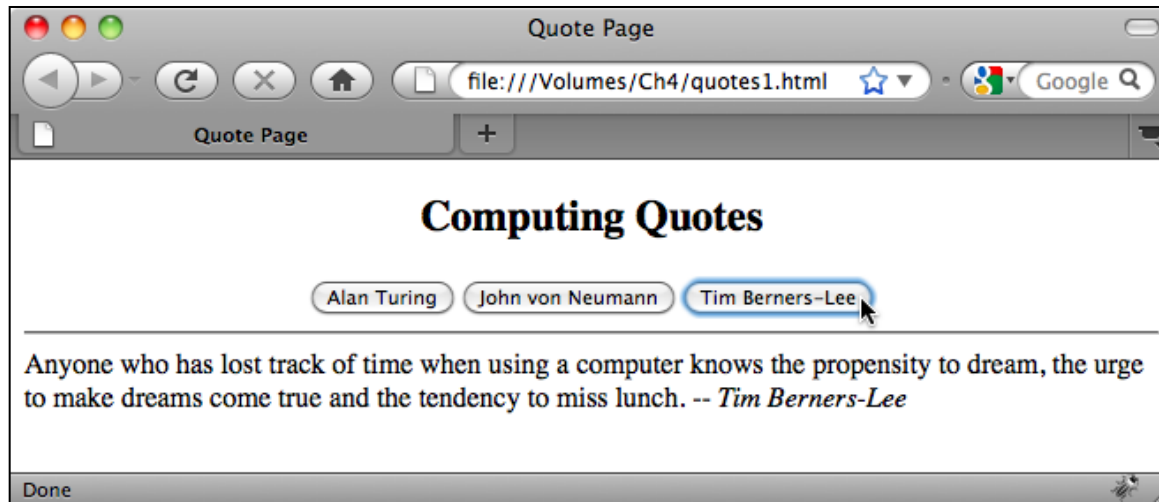 Quote Page
file:///Volumes/Ch4/quotes1.html
Google
Quote Page
+
Computing Quotes
Alan Turing John von Neumann Tim Berners-Lee
Anyone who has lost track of time when using a computer knows the propensity to dream, the urge
to make dreams come true and the tendency to miss lunch. -- Tim Berners-Lee
Done